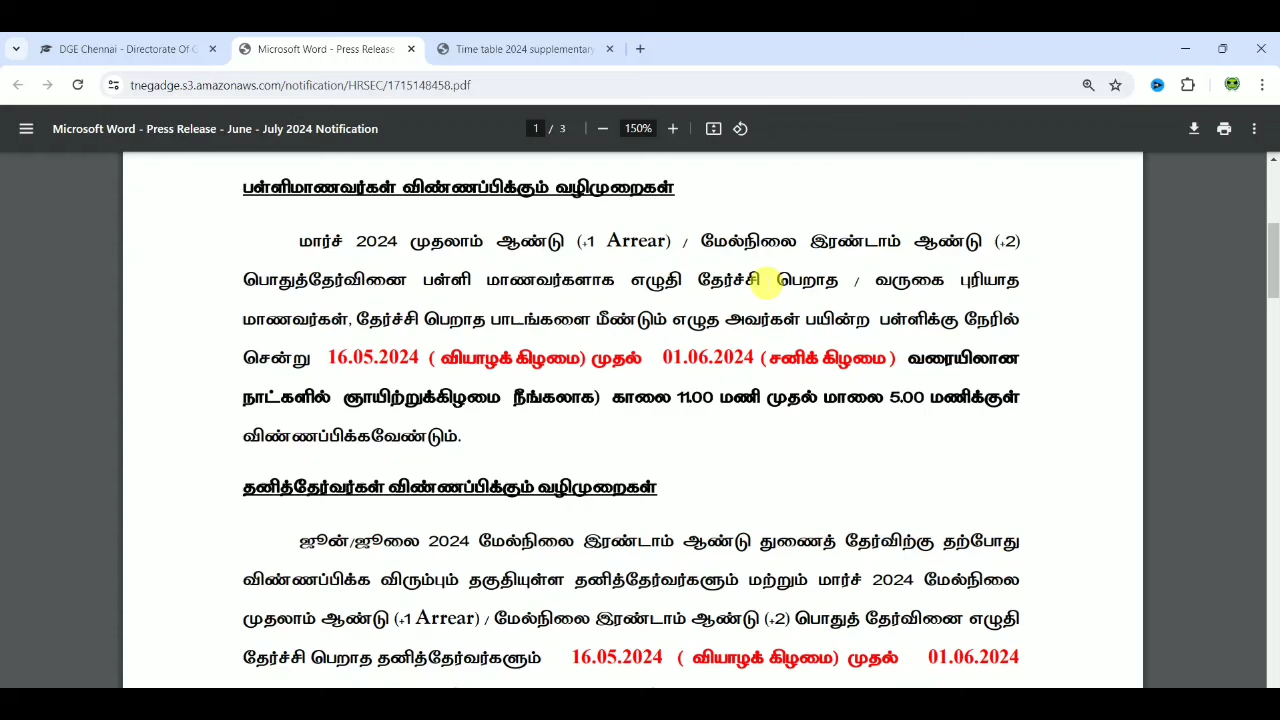 DGE Chennai - Directorate Of G
Microsoft Word - Press Release
Time table 2024 supplementary
tnegadge.s3.amazonaws.com/notification/HRSEC/1715148458.pdf
Microsoft Word - Press Release - June - July 2024 Notification
1 / 3
150%
பள்ளிமாணவர்கள் விண்ணப்பிக்கும் வழிமுறைகள்
மார்ச் 2024 முதலாம் ஆண்டு (+1 Arrear) / மேல்நிலை இரண்டாம் ஆண்டு (+2)
பொதுத்தேர்வினை பள்ளி மாணவர்களாக எழுதி தேர்ச்சி பெறாத / வருகை புரியாத
மாணவர்கள், தேர்ச்சி பெறாத பாடங்களை மீண்டும் எழுத அவர்கள் பயின்ற பள்ளிக்கு நேரில்
சென்று 16.05.2024 ( வியாழக் கிழமை) முதல் 01.06.2024 (சனிக் கிழமை ) வரையிலான
நாட்களில் ஞாயிற்றுக்கிழமை நீங்கலாக) காலை 11.00 மணி முதல் மாலை 5.00 மணிக்குள்
விண்ணப்பிக்கவேண்டும்.
தனித்தேர்வர்கள் விண்ணப்பிக்கும் வழிமுறைகள்
ஜூன்/ஜூலை 2024 மேல்நிலை இரண்டாம் ஆண்டு துணைத் தேர்விற்கு தற்போது
விண்ணப்பிக்க விரும்பும் தகுதியுள்ள தனித்தேர்வர்களும் மற்றும் மார்ச் 2024 மேல்நிலை
முதலாம் ஆண்டு (+1 Arrear) / மேல்நிலை இரண்டாம் ஆண்டு (+2) பொதுத் தேர்வினை எழுதி
தேர்ச்சி பெறாத தனித்தேர்வர்களும் 16.05.2024 ( வியாழக் கிழமை) முதல் 01.06.2024